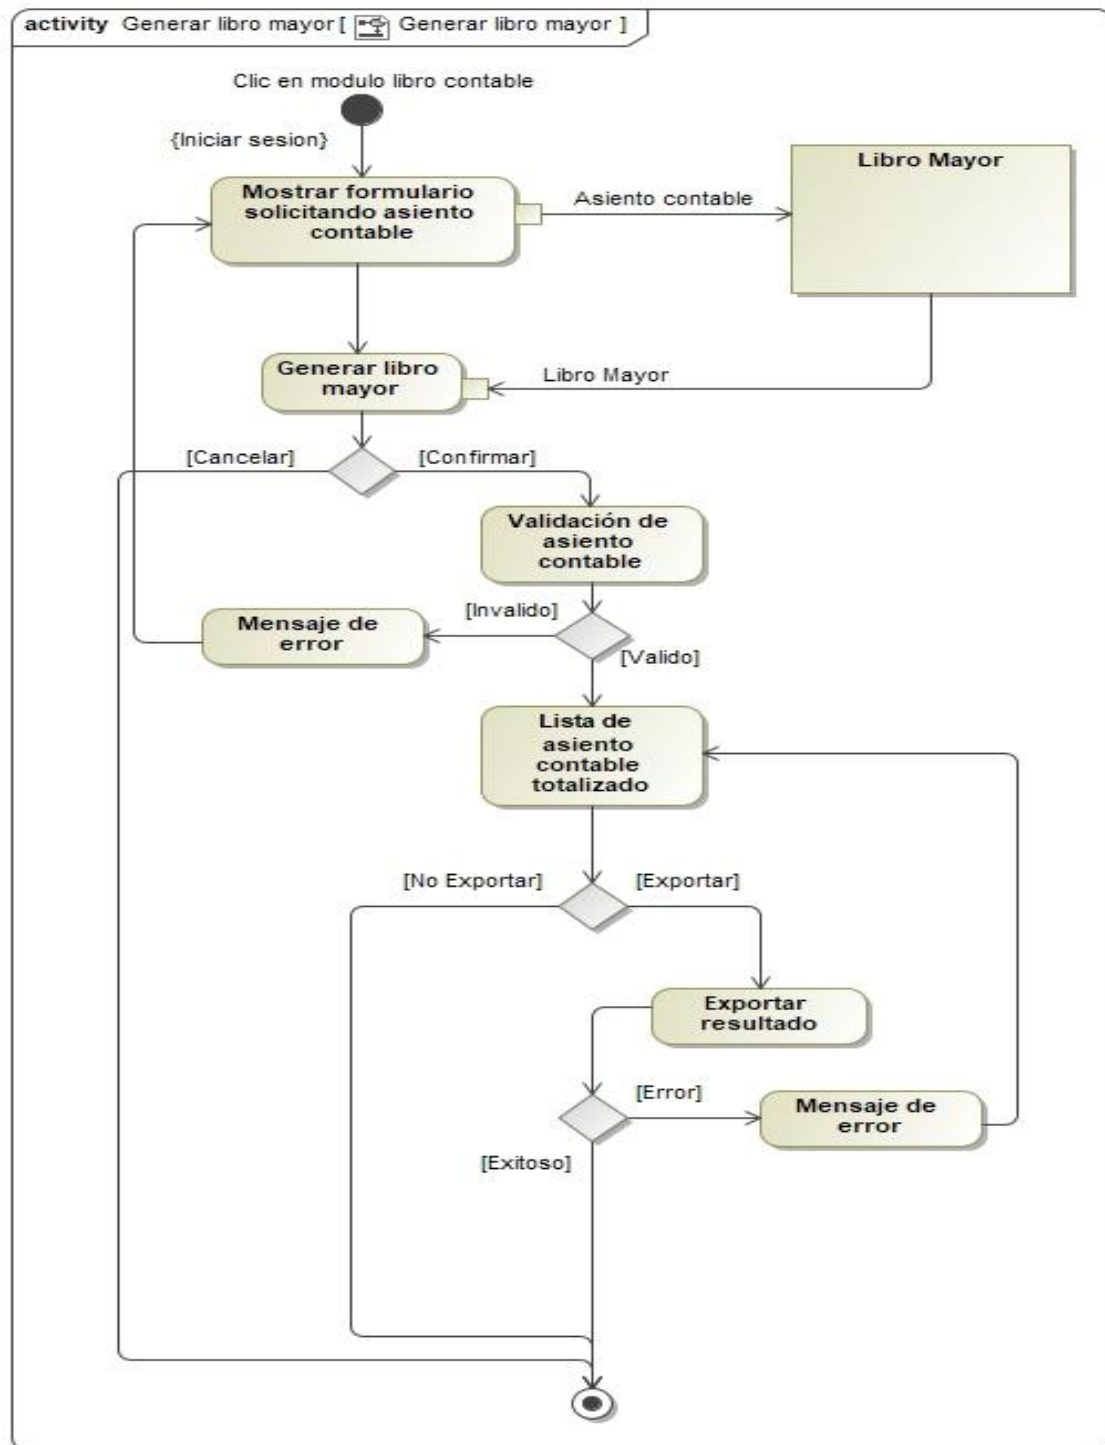 activity Generar libro mayor [ Generar libro mayor ]
Clic en modulo libro contable
{Iniciar sesion}
Mostrar formulario
solicitando asiento
contable
Asiento contable
Libro Mayor
Generar libro
mayor
Libro Mayor
[Cancelar]
[Confirmar]
Validación de
asiento
contable
[Invalido]
Mensaje de
error
[Valido]
Lista de
asiento
contable
totalizado
[No Exportar]
[Exportar]
Exportar
resultado
[Error]
Mensaje de
error
[Exitoso]